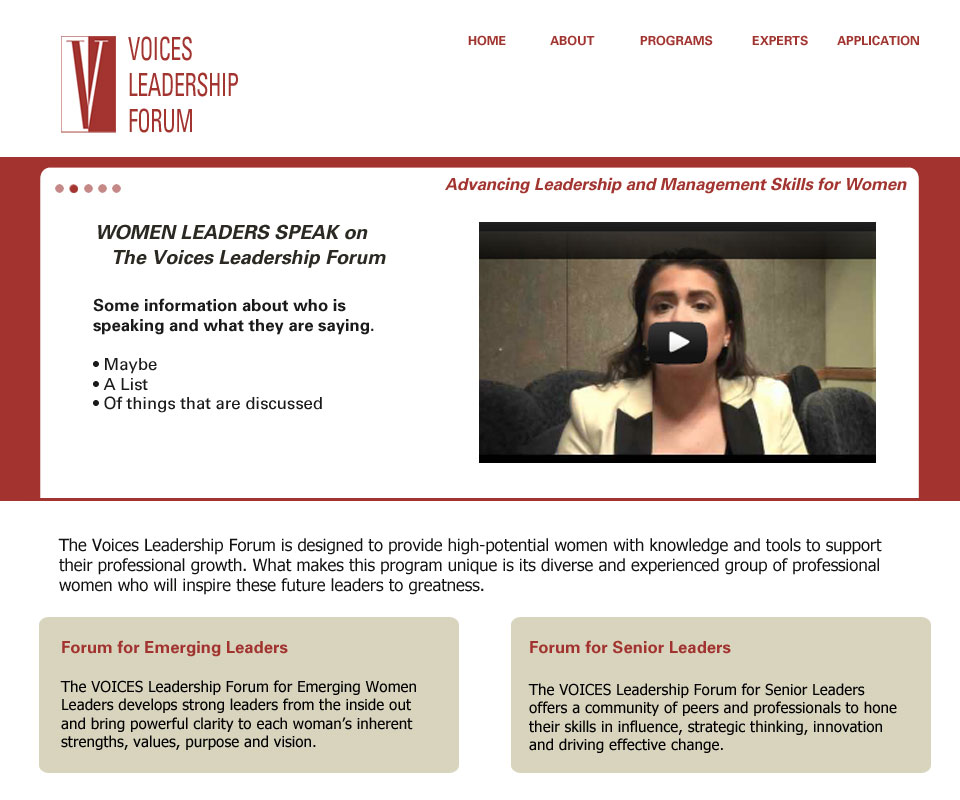 V VOICES
LEADERSHIP
FORUM
HOME ABOUT PROGRAMS EXPERTS APPLICATION
Advancing Leadership and Management Skills for Women
WOMEN LEADERS SPEAK on
The Voices Leadership Forum
Some information about who is
speaking and what they are saying.
• Maybe
• A List
• Of things that are discussed
The Voices Leadership Forum is designed to provide high-potential women with knowledge and tools to support
their professional growth. What makes this program unique is its diverse and experienced group of professional
women who will inspire these future leaders to greatness.
Forum for Emerging Leaders
The VOICES Leadership Forum for Emerging Women
Leaders develops strong leaders from the inside out
and bring powerful clarity to each woman’s inherent
strengths, values, purpose and vision.
Forum for Senior Leaders
The VOICES Leadership Forum for Senior Leaders
offers a community of peers and professionals to hone
their skills in influence, strategic thinking, innovation
and driving effective change.